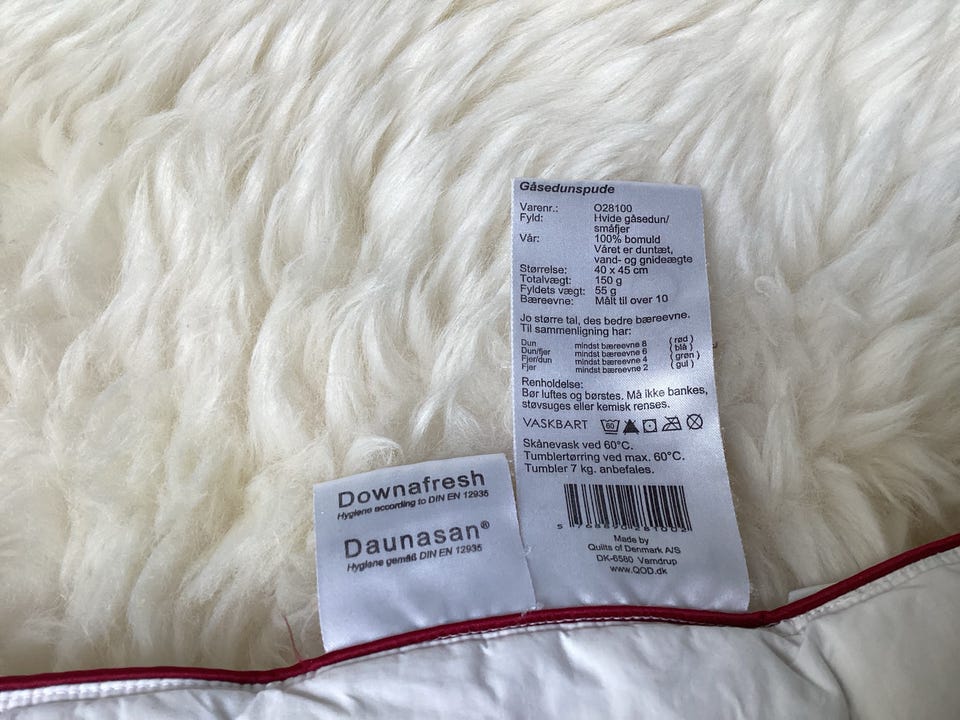 Gåsedunspude
Varenr.: O28100
Fyld: Hvide gåsedun/
småfjer
Vår: 100% bomuld
Våret er duntæt,
vand- og gnideægte
Størrelse: 40 x 45 cm
Totalvægt: 150 g
Fyldets vægt: 55 g
Bæreevne: Målt til over 10
Jo større tal, des bedre bæreevne.
Til sammenligning har:
Dun mindst bæreevne 8 ( rød )
Dun/fjer mindst bæreevne 6 ( blå )
Fjer/dun mindst bæreevne 4 ( grøn )
Fjer mindst bæreevne 2 ( gul )
Renholdelse:
Bør luftes og børstes. Må ikke bankes,
støvsuges eller kemisk renses.
VASKBART 60
Skånevask ved 60°C.
Tumblertørring ved max. 60°C.
Tumbler 7 kg. anbefales.
Made by
Quilts of Denmark A/S
DK-6580 Vamdrup
www.QOD.dk
Downafresh
Hygiene according to DIN EN 12935
Daunasan®
Hygiene gemäß DIN EN 12935